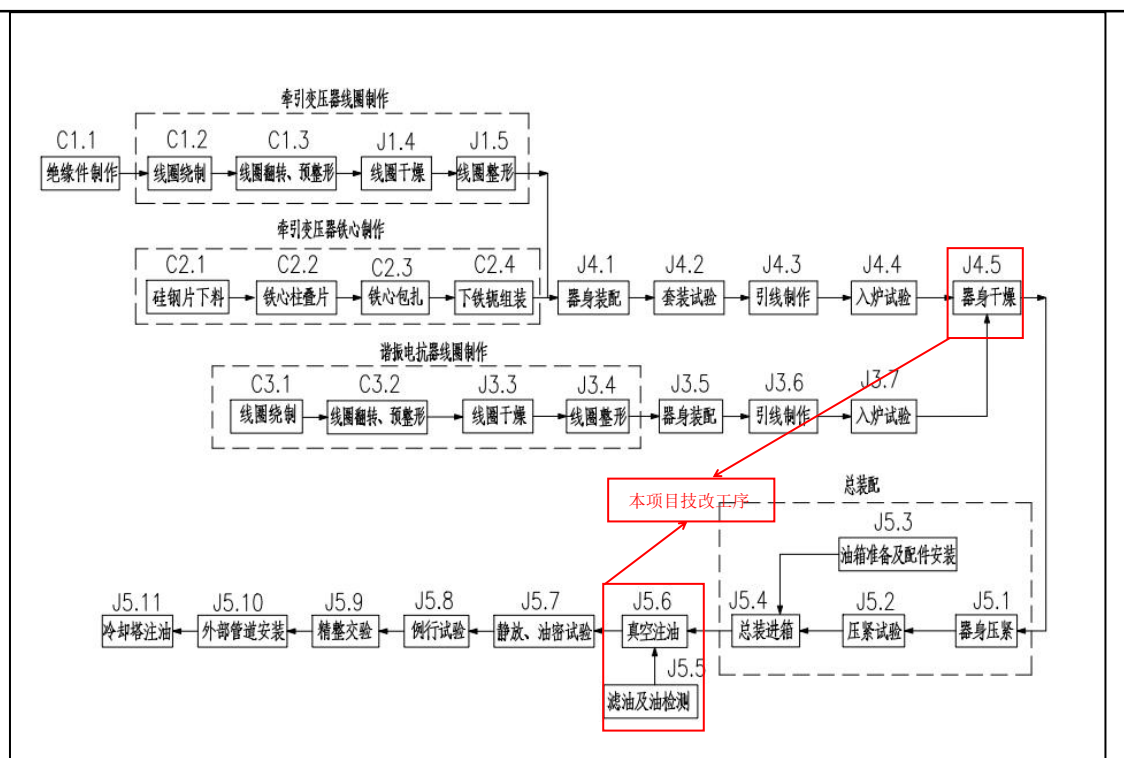 牵引变压器线圈制作
C1.1
C1.2
C1.3
J1.4
J1.5
绝缘件制作
线圈绕制
线圈翻转、预整形
线圈干燥
线圈整形
牵引变压器铁心制作
C2.1
C2.2
C2.3
C2.4
J4.1
J4.2
J4.3
J4.4
J4.5
硅钢片下料
铁心柱叠片
铁心包扎
下铁轭组装
器身装配
套装试验
引线制作
入炉试验
器身干燥
谐振电抗器线圈制作
C3.1
C3.2
J3.3
J3.4
J3.5
J3.6
J3.7
线圈绕制
线圈翻转、预整形
线圈干燥
线圈整形
器身装配
引线制作
入炉试验
本项目技改工序
总装配
J5.3
油箱准备及配件安装
J5.11
J5.10
J5.9
J5.8
J5.7
J5.6
J5.4
J5.2
J5.1
冷却塔注油
外部管道安装
精整交验
例行试验
静放、油密试验
真空注油
总装进箱
压紧试验
器身压紧
J5.5
滤油及油检测